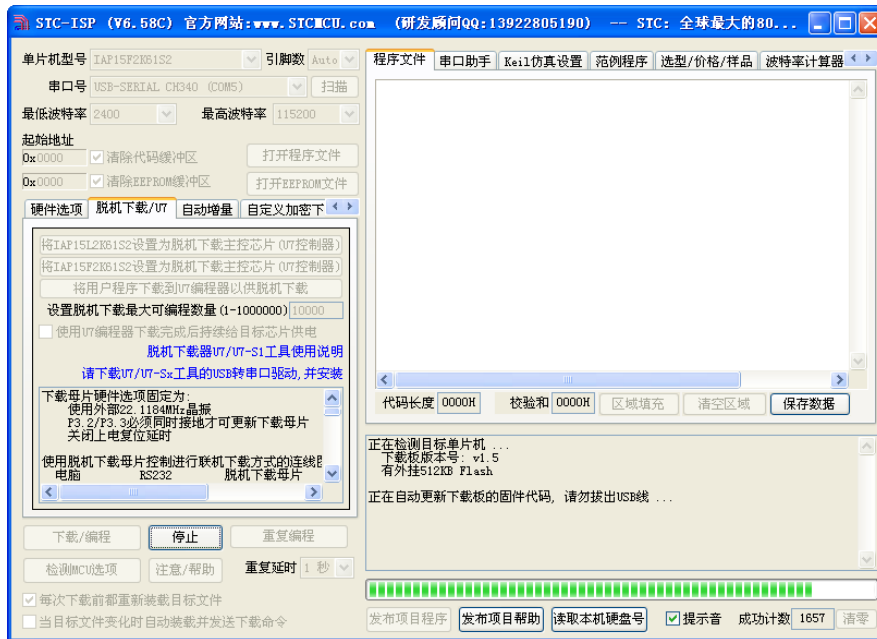 STC-ISP (V6.58C) 官方网站:www.STCMCU.com (研发顾问QQ:13922805190) -- STC: 全球最大的80...
单片机型号 IAP15F2K61S2 引脚数 Auto
串口号 USB-SERIAL CH340 (COM5) 扫描
最低波特率 2400 最高波特率 115200
起始地址
0x0000 清除代码缓冲区 打开程序文件
0x0000 清除EEPROM缓冲区 打开EEPROM文件
硬件选项 脱机下载/U7 自动增量 自定义加密下
将IAP15L2K61S2设置为脱机下载主控芯片(U7控制器)
将IAP15F2K61S2设置为脱机下载主控芯片(U7控制器)
将用户程序下载到U7编程器以供脱机下载
设置脱机下载最大可编程数量(1-1000000) 10000
使用U7编程器下载完成后持续给目标芯片供电
脱机下载器U7/U7-S1工具使用说明
请下载U7/U7-Sx工具的USB转串口驱动,并安装
下载母片硬件选项固定为:
使用外部22.1184MHz晶振
P3.2/P3.3必须同时接地才可更新下载母片
关闭上电复位延时
使用脱机下载母片控制进行联机下载方式的连线
电脑 RS232 脱机下载母片
下载/编程 停止 重复编程
检测MCU选项 注意/帮助 重复延时 1 秒
每次下载前都重新装载目标文件
当目标文件变化时自动装载并发送下载命令
程序文件 串口助手 Keil仿真设置 范例程序 选型/价格/样品 波特率计算器
代码长度 0000H 校验和 0000H 区域填充 清空区域 保存数据
正在检测目标单片机 ...
下载板版本号: v1.5
有外挂512KB Flash
正在自动更新下载板的固件代码, 请勿拔出USB线 ...
发布项目程序 发布项目帮助 读取本机硬盘号 提示音 成功计数 1657 清零